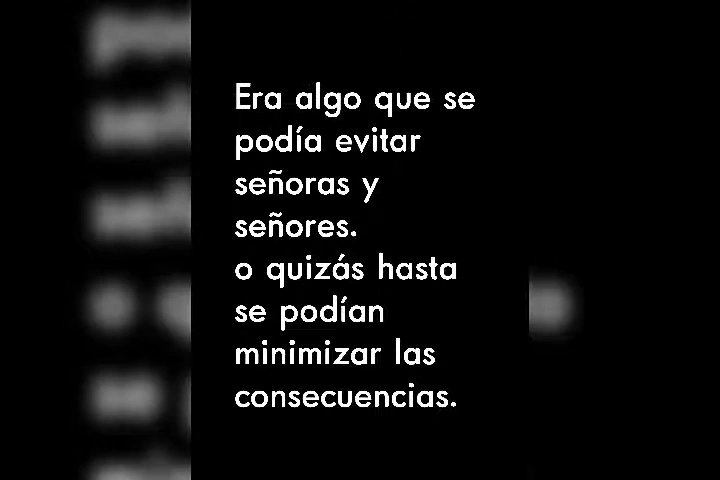 Era algo que se
podía evitar
señoras y
señores.
o quizás hasta
se podían
minimizar las
consecuencias.